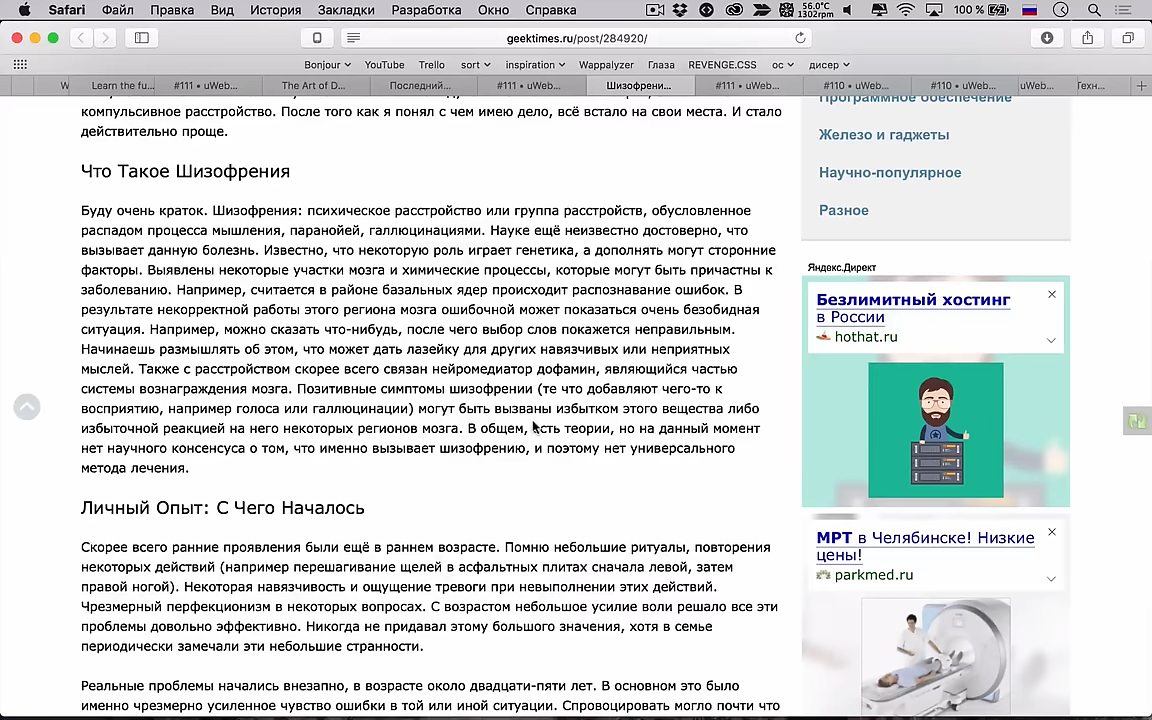 Safari Файл Правка Вид История Закладки Разработка Окно Справка 56.0°C 1302rpm 100 %
geektimes.ru/post/284920/
Bonjour YouTube Trello sort inspiration Wappalyzer Глаза REVENGE.CSS ос дисер
W Learn the fu... #111 • uWeb... The Art of D... Последний... #111 • uWeb... Шизофрени... #111 • uWeb... #110 • uWeb... #110 • uWeb... uWeb... Техн...
компульсивное расстройство. После того как я понял с чем имею дело, всё встало на свои места. И стало
действительно проще.
Что Такое Шизофрения
Буду очень краток. Шизофрения: психическое расстройство или группа расстройств, обусловленное
распадом процесса мышления, паранойей, галлюцинациями. Науке ещё неизвестно достоверно, что
вызывает данную болезнь. Известно, что некоторую роль играет генетика, а дополнять могут сторонние
факторы. Выявлены некоторые участки мозга и химические процессы, которые могут быть причастны к
заболеванию. Например, считается в районе базальных ядер происходит распознавание ошибок. В
результате некорректной работы этого региона мозга ошибочной может показаться очень безобидная
ситуация. Например, можно сказать что-нибудь, после чего выбор слов покажется неправильным.
Начинаешь размышлять об этом, что может дать лазейку для других навязчивых или неприятных
мыслей. Также с расстройством скорее всего связан нейромедиатор дофамин, являющийся частью
системы вознаграждения мозга. Позитивные симптомы шизофрении (те что добавляют чего-то к
восприятию, например голоса или галлюцинации) могут быть вызваны избытком этого вещества либо
избыточной реакцией на него некоторых регионов мозга. В общем, есть теории, но на данный момент
нет научного консенсуса о том, что именно вызывает шизофрению, и поэтому нет универсального
метода лечения.
Личный Опыт: С Чего Началось
Скорее всего ранние проявления были ещё в раннем возрасте. Помню небольшие ритуалы, повторения
некоторых действий (например перешагивание щелей в асфальтных плитах сначала левой, затем
правой ногой). Некоторая навязчивость и ощущение тревоги при невыполнении этих действий.
Чрезмерный перфекционизм в некоторых вопросах. С возрастом небольшое усилие воли решало все эти
проблемы довольно эффективно. Никогда не придавал этому большого значения, хотя в семье
периодически замечали эти небольшие странности.
Реальные проблемы начались внезапно, в возрасте около двадцати-пяти лет. В основном это было
именно чрезмерно усиленное чувство ошибки в той или иной ситуации. Спровоцировать могло почти что
Программное обеспечение
Железо и гаджеты
Научно-популярное
Разное
Яндекс.Директ
Безлимитный хостинг
в России
hothat.ru
МРТ в Челябинске! Низкие
цены!
parkmed.ru